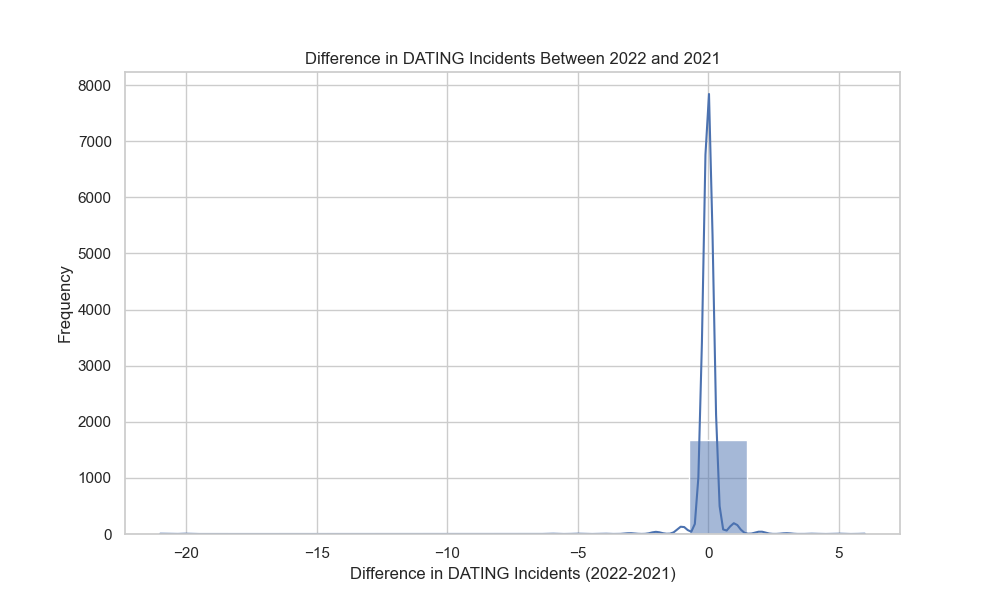 Difference in DATING Incidents Between 2022 and 2021
8000
7000
6000
5000
4000
3000
2000
1000
0
Frequency
−20 −15 −10 −5 0 5
Difference in DATING Incidents (2022-2021)